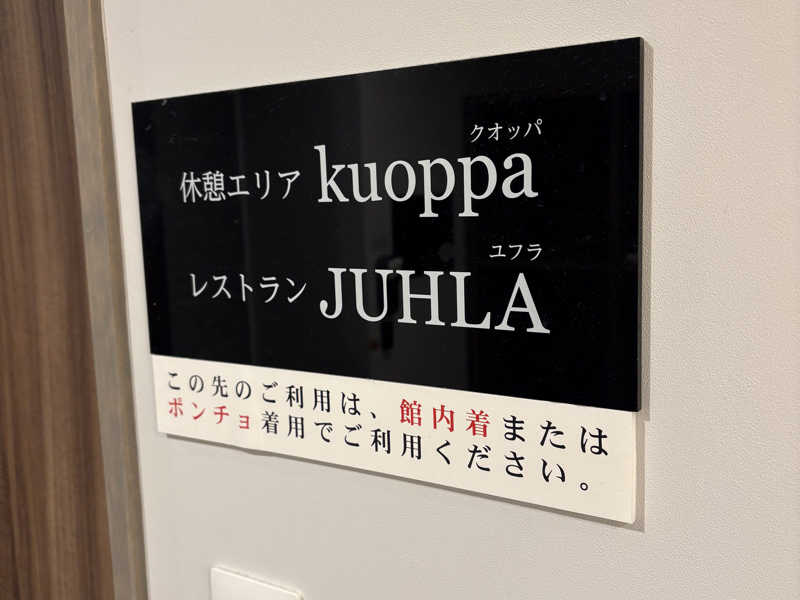 クオッパ
休憩エリア kuoppa
ユフラ
レストラン JUHLA
この先のご利用は、館内着または
ポンチョ着用でご利用ください。